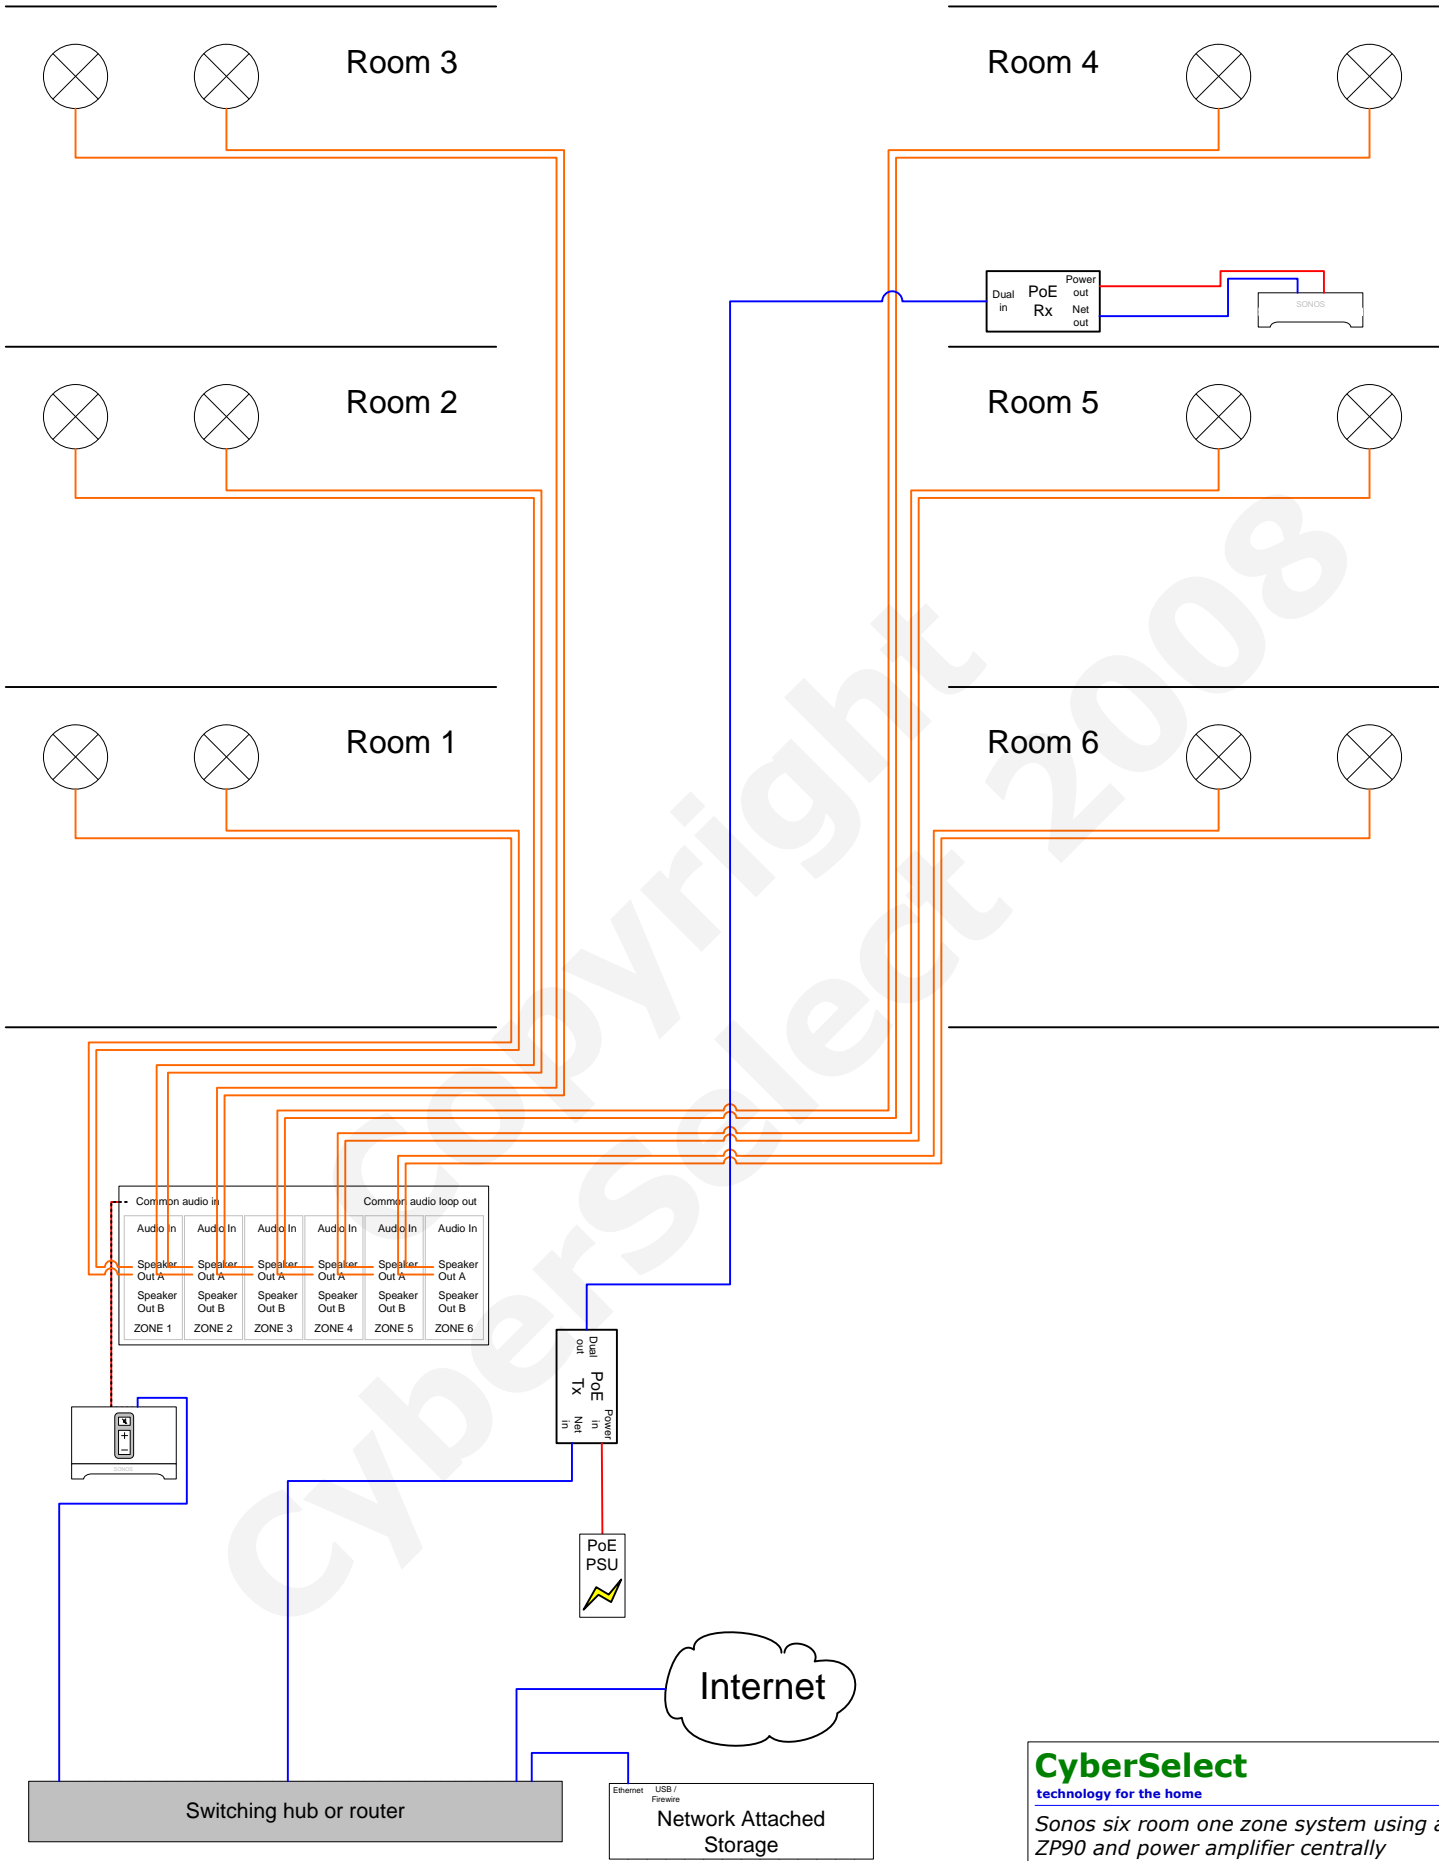 Room 3
Room 4
Dual
in
PoE
Rx
Power
out
Net
out
SONOS
Room 2
Room 5
Room 1
Room 6
Copyright
CyberSelect 2008
Common audio in
Common audio loop out
Audio In
Audio In
Audio In
Audio In
Audio In
Audio In
Speaker
Out A
Speaker
Out A
Speaker
Out A
Speaker
Out A
Speaker
Out A
Speaker
Out A
Speaker
Out B
Speaker
Out B
Speaker
Out B
Speaker
Out B
Speaker
Out B
Speaker
Out B
ZONE 1
ZONE 2
ZONE 3
ZONE 4
ZONE 5
ZONE 6
Dual
out
PoE
Tx
Power
in
Net
in
SONOS
PoE
PSU
Internet
Switching hub or router
Ethernet
USB /
Firewire
Network Attached
Storage
CyberSelect
technology for the home
Sonos six room one zone system using a
ZP90 and power amplifier centrally